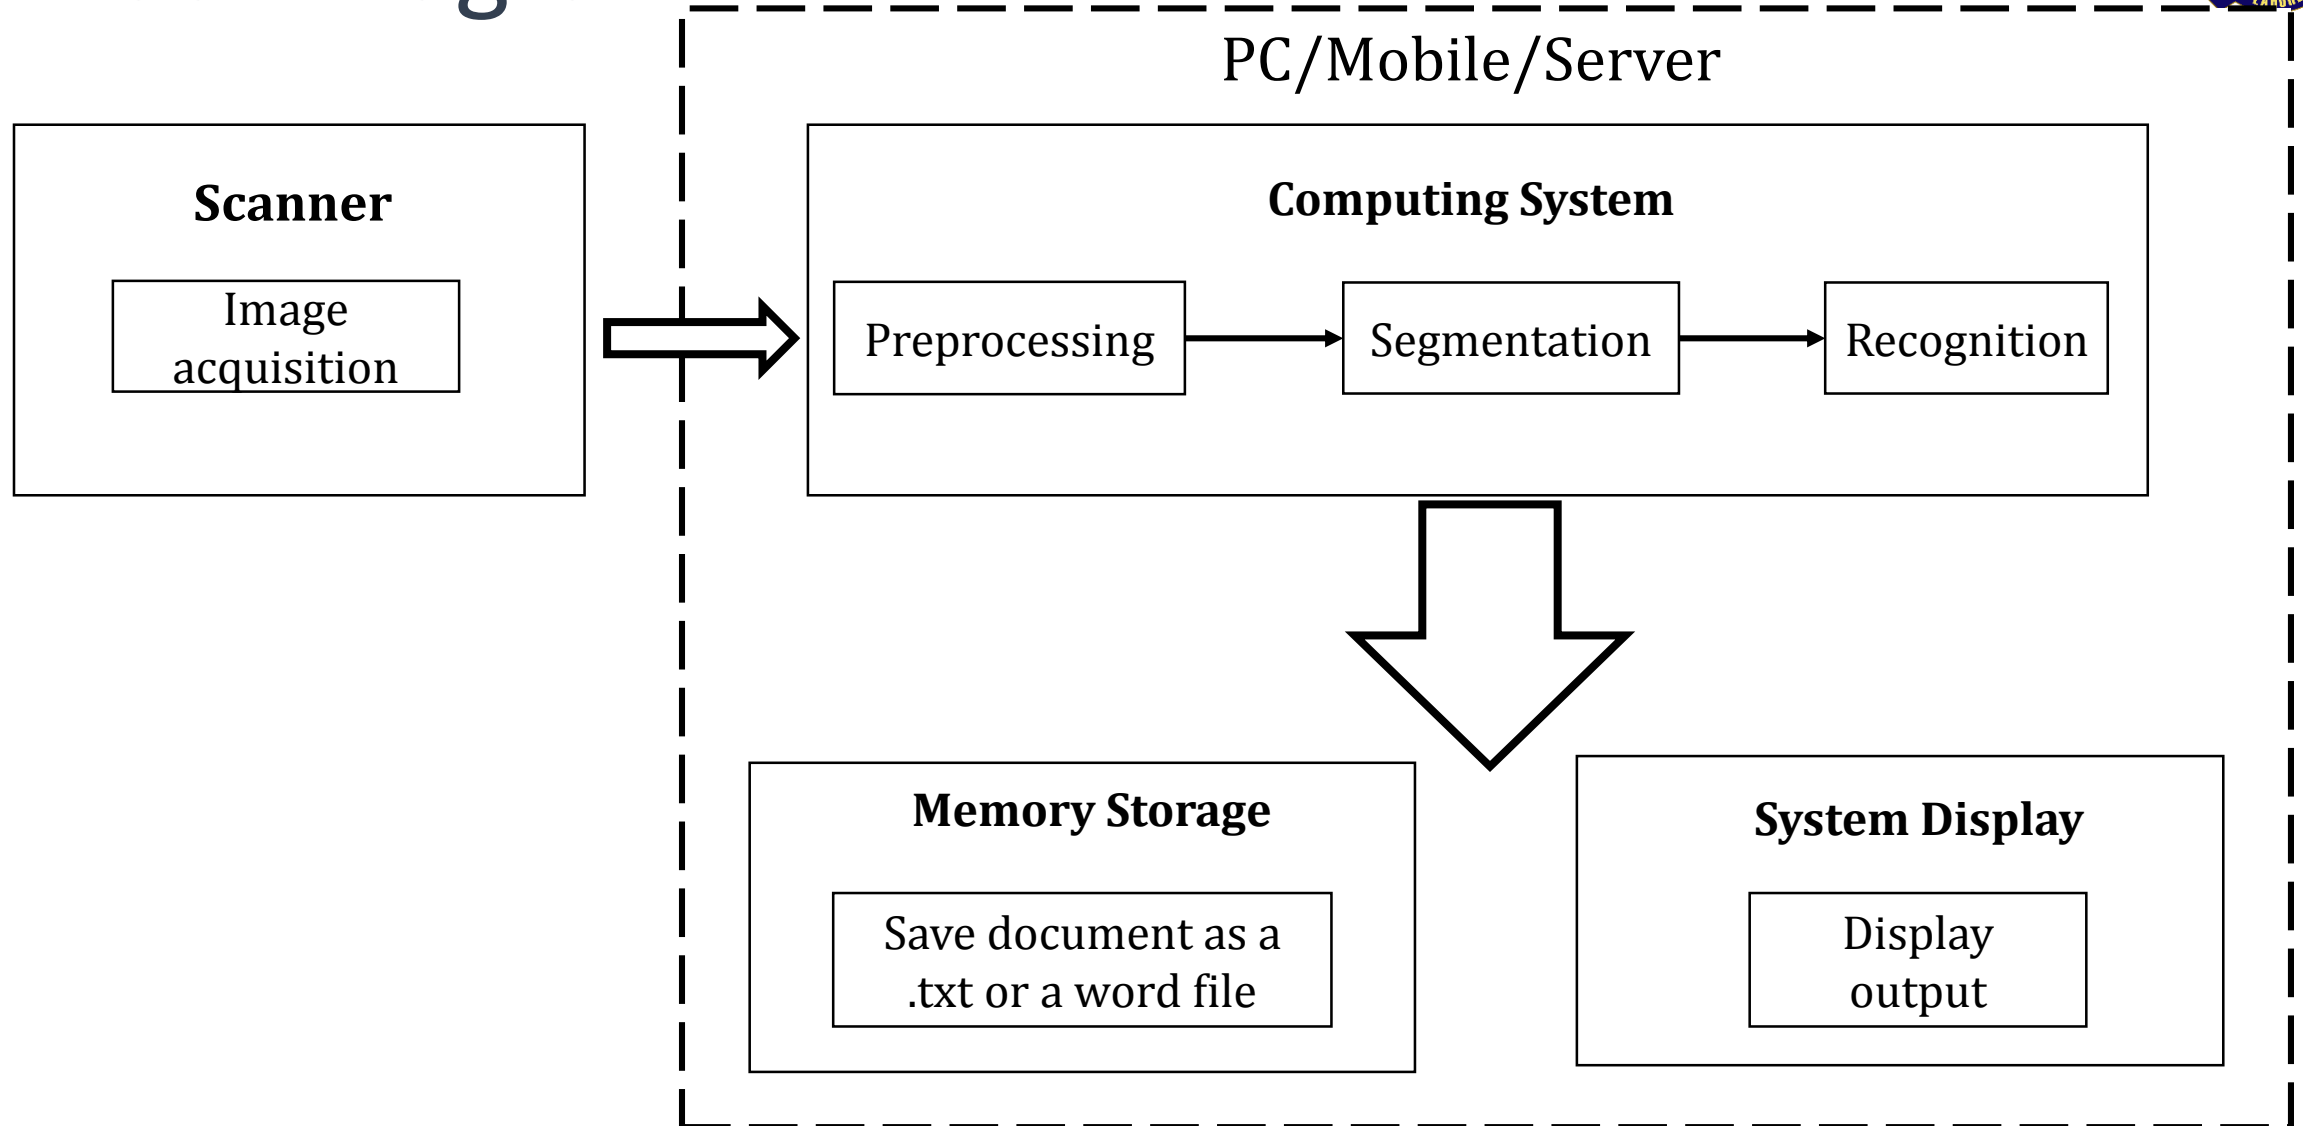 PC/Mobile/Server
Scanner
Image
acquisition
Computing System
Preprocessing
Segmentation
Recognition
Memory Storage
Save document as a
.txt or a word file
System Display
Display
output